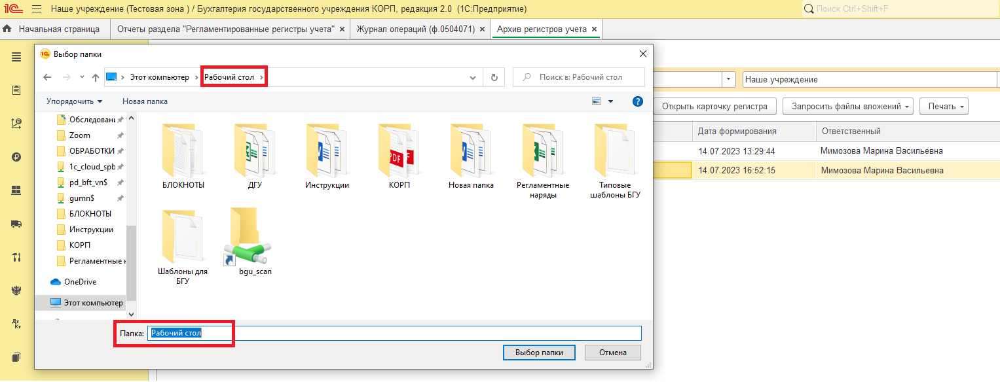 1С Наше учреждение (Тестовая зона ) / Бухгалтерия государственного учреждения КОРП, редакция 2.0 (1С:Предприятие)
Поиск Ctrl+Shift+F
Начальная страница
Отчеты раздела "Регламентированные регистры учета" ×
Журнал операций (ф.0504071) ×
Архив регистров учета ×
1С Выбор папки
Этот компьютер > Рабочий стол >
Поиск в: Рабочий стол
Наше учреждение
Упорядочить
Новая папка
Открыть карточку регистра
Запросить файлы вложений
Печать
Дата формирования
Ответственный
14.07.2023 13:29:44
Мимозова Марина Васильевна
14.07.2023 16:52:15
Мимозова Марина Васильевна
Обследовани
Zoom
ОБРАБОТКИ
1c_cloud_spb
pd_bft_vn$
gumn$
БЛОКНОТЫ
Инструкции
КОРП
Регламентные н
OneDrive
Этот компьютер
БЛОКНОТЫ
ДГУ
Инструкции
PDF
КОРП
Новая папка
Регламентные
наряды
Типовые
шаблоны БГУ
Шаблоны для
БГУ
bgu_scan
Дт
Кт
Папка: Рабочий стол
Выбор папки
Отмена